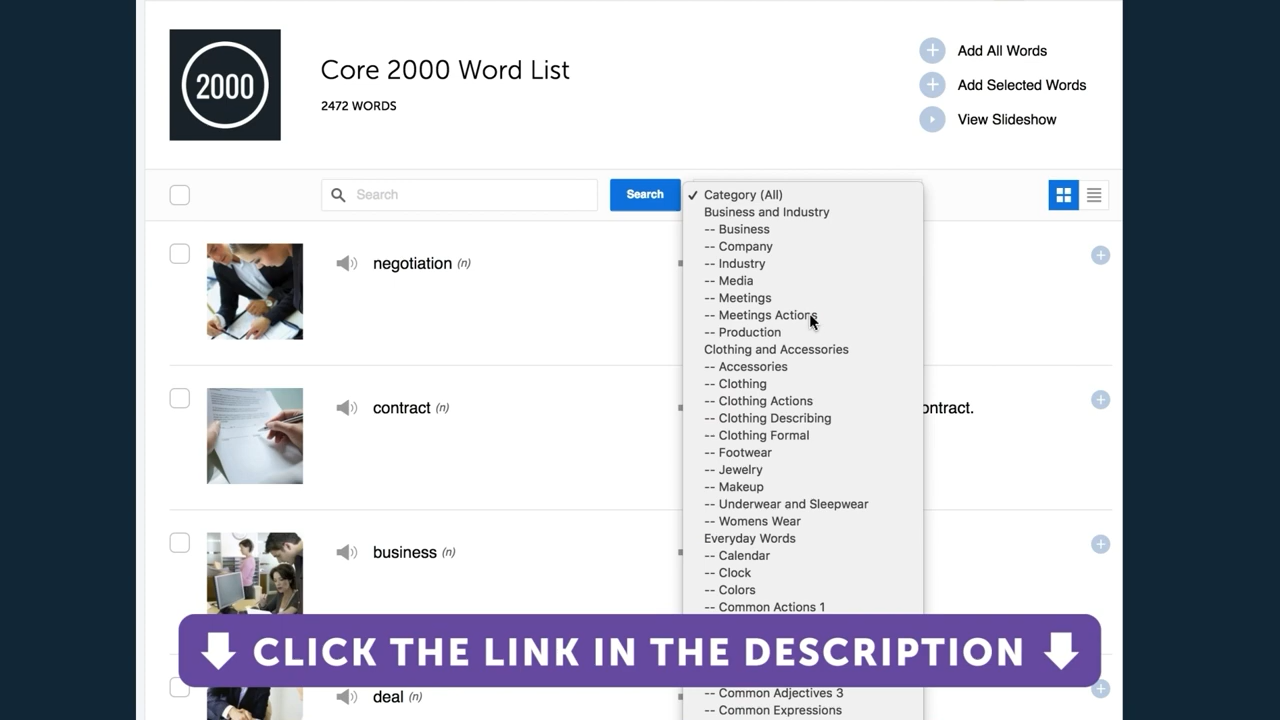 2000
Core 2000 Word List
2472 WORDS
Add All Words
Add Selected Words
View Slideshow
Search
Search
✓ Category (All)
Business and Industry
-- Business
-- Company
-- Industry
-- Media
-- Meetings
-- Meetings Actions
-- Production
Clothing and Accessories
-- Accessories
-- Clothing
-- Clothing Actions
-- Clothing Describing
-- Clothing Formal
-- Footwear
-- Jewelry
-- Makeup
-- Underwear and Sleepwear
-- Womens Wear
Everyday Words
-- Calendar
-- Clock
-- Colors
-- Common Actions 1
-- Common Adjectives 3
-- Common Expressions
negotiation (n)
contract (n)
ontract.
business (n)
deal (n)
CLICK THE LINK IN THE DESCRIPTION